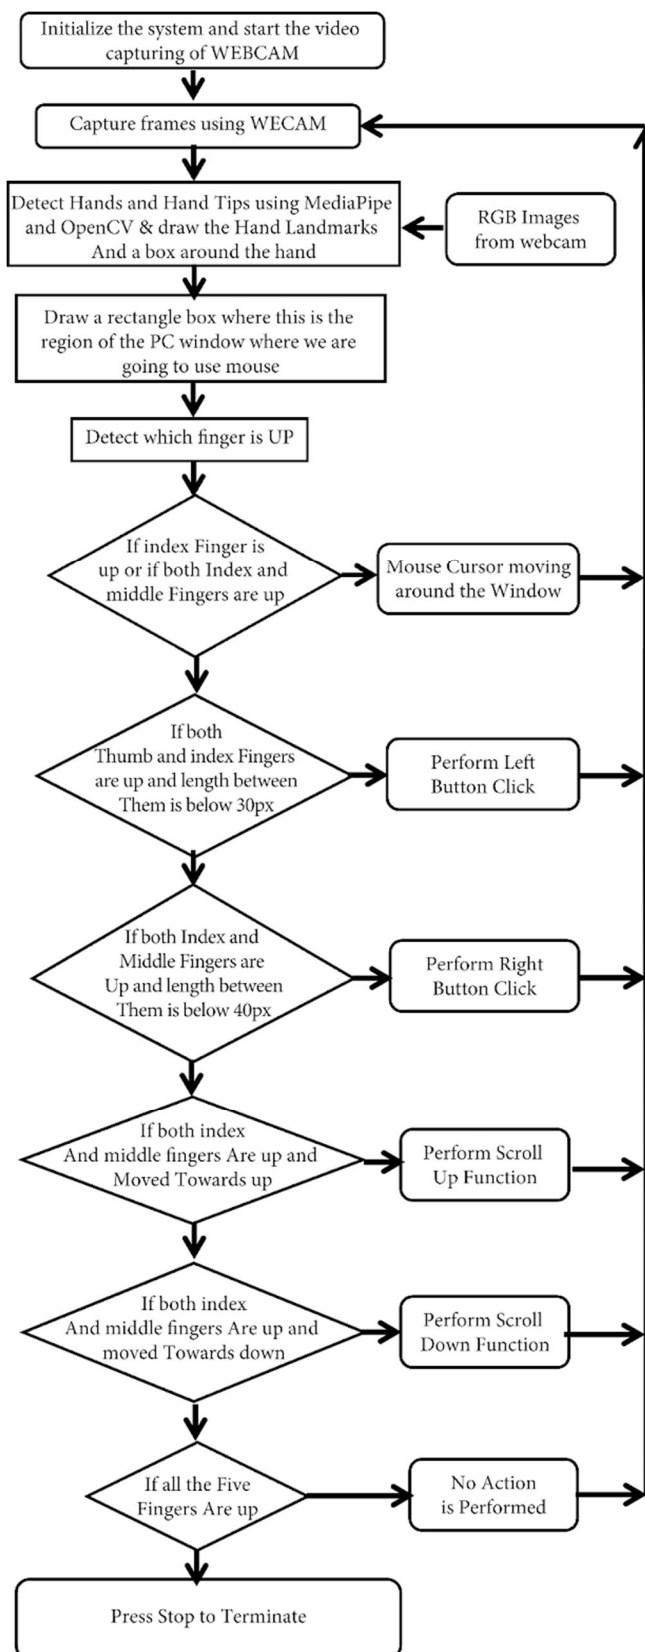 Initialize the system and start the video
capturing of WEBCAM
Capture frames using WECAM
Detect Hands and Hand Tips using MediaPipe
and OpenCV & draw the Hand Landmarks
And a box around the hand
RGB Images
from webcam
Draw a rectangle box where this is the
region of the PC window where we are
going to use mouse
Detect which finger is UP
If index Finger is
up or if both Index and
middle Fingers are up
Mouse Cursor moving
around the Window
If both
Thumb and index Fingers
are up and length between
Them is below 30px
Perform Left
Button Click
If both Index and
Middle Fingers are
Up and length between
Them is below 40px
Perform Right
Button Click
If both index
And middle fingers Are up and
Moved Towards up
Perform Scroll
Up Function
If both index
And middle fingers Are up and
moved Towards down
Perform Scroll
Down Function
If all the Five
Fingers Are up
No Action
is Performed
Press Stop to Terminate